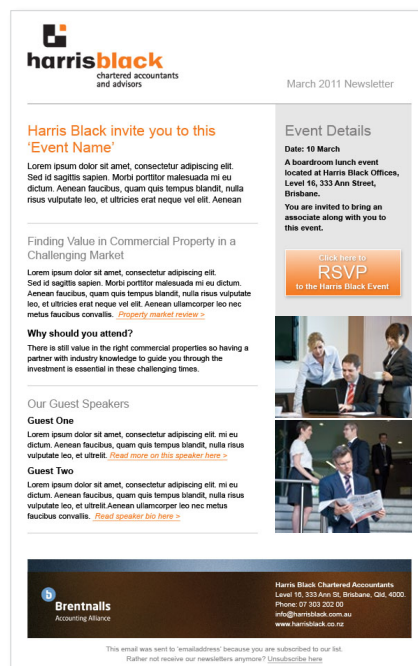 harrisblack
chartered accountants
and advisors
March 2011 Newsletter
Harris Black invite you to this
'Event Name'
Lorem ipsum dolor sit amet, consectetur adipiscing elit.
Sed id sagittis sapien. Morbi porttitor malesuada mi eu
dictum. Aenean faucibus, quam quis tempus blandit, nulla
risus vulputate leo, et ultricies erat neque vel elit. Aenean
Finding Value in Commercial Property in a
Challenging Market
Lorem ipsum dolor sit amet, consectetur adipiscing elit.
Sed id sagittis sapien. Morbi porttitor malesuada mi eu dictum.
Aenean faucibus, quam quis tempus blandit, nulla risus vulputate
leo, et ultricies erat neque vel elit. Aenean ullamcorper leo nec
metus faucibus convallis. Property market review >
Why should you attend?
There is still value in the right commercial properties so having a
partner with industry knowledge to guide you through the
investment is essential in these challenging times.
Our Guest Speakers
Guest One
Lorem ipsum dolor sit amet, consectetur adipiscing elit. mi eu
dictum. Aenean faucibus, quam quis tempus blandit, nulla risus
vulputate leo, et ultrelit. Read more on this speaker here >
Guest Two
Lorem ipsum dolor sit amet, consectetur adipiscing elit. mi eu
dictum. Aenean faucibus, quam quis tempus blandit, nulla risus
vulputate leo, et ultrelit.Aenean ullamcorper leo nec metus
faucibus convallis. Read speaker bio here >
Event Details
Date: 10 March
A boardroom lunch event
located at Harris Black Offices,
Level 16, 333 Ann Street,
Brisbane.
You are invited to bring an
associate along with you to
this event.
Click here to
RSVP
to the Harris Black Event
b
Brentnalls
Accounting Alliance
Harris Black Chartered Accountants
Level 16, 333 Ann St, Brisbane, Qld, 4000.
Phone: 07 303 202 00
info@harrisblack.com.au
www.harrisblack.co.nz
This email was sent to 'emailaddress' because you are subscribed to our list.
Rather not receive our newsletters anymore? Unsubscribe here